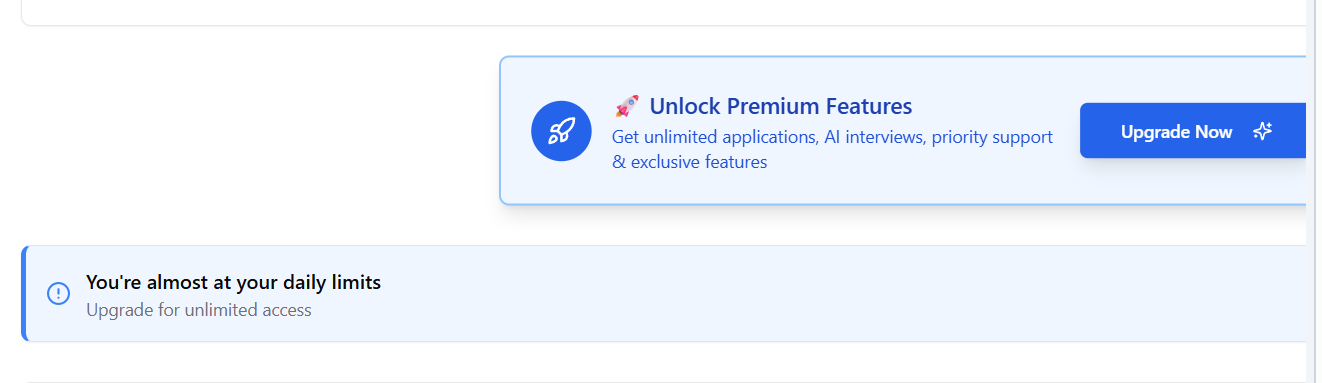 🚀 Unlock Premium Features
Get unlimited applications, AI interviews, priority support
& exclusive features
Upgrade Now
You're almost at your daily limits
Upgrade for unlimited access